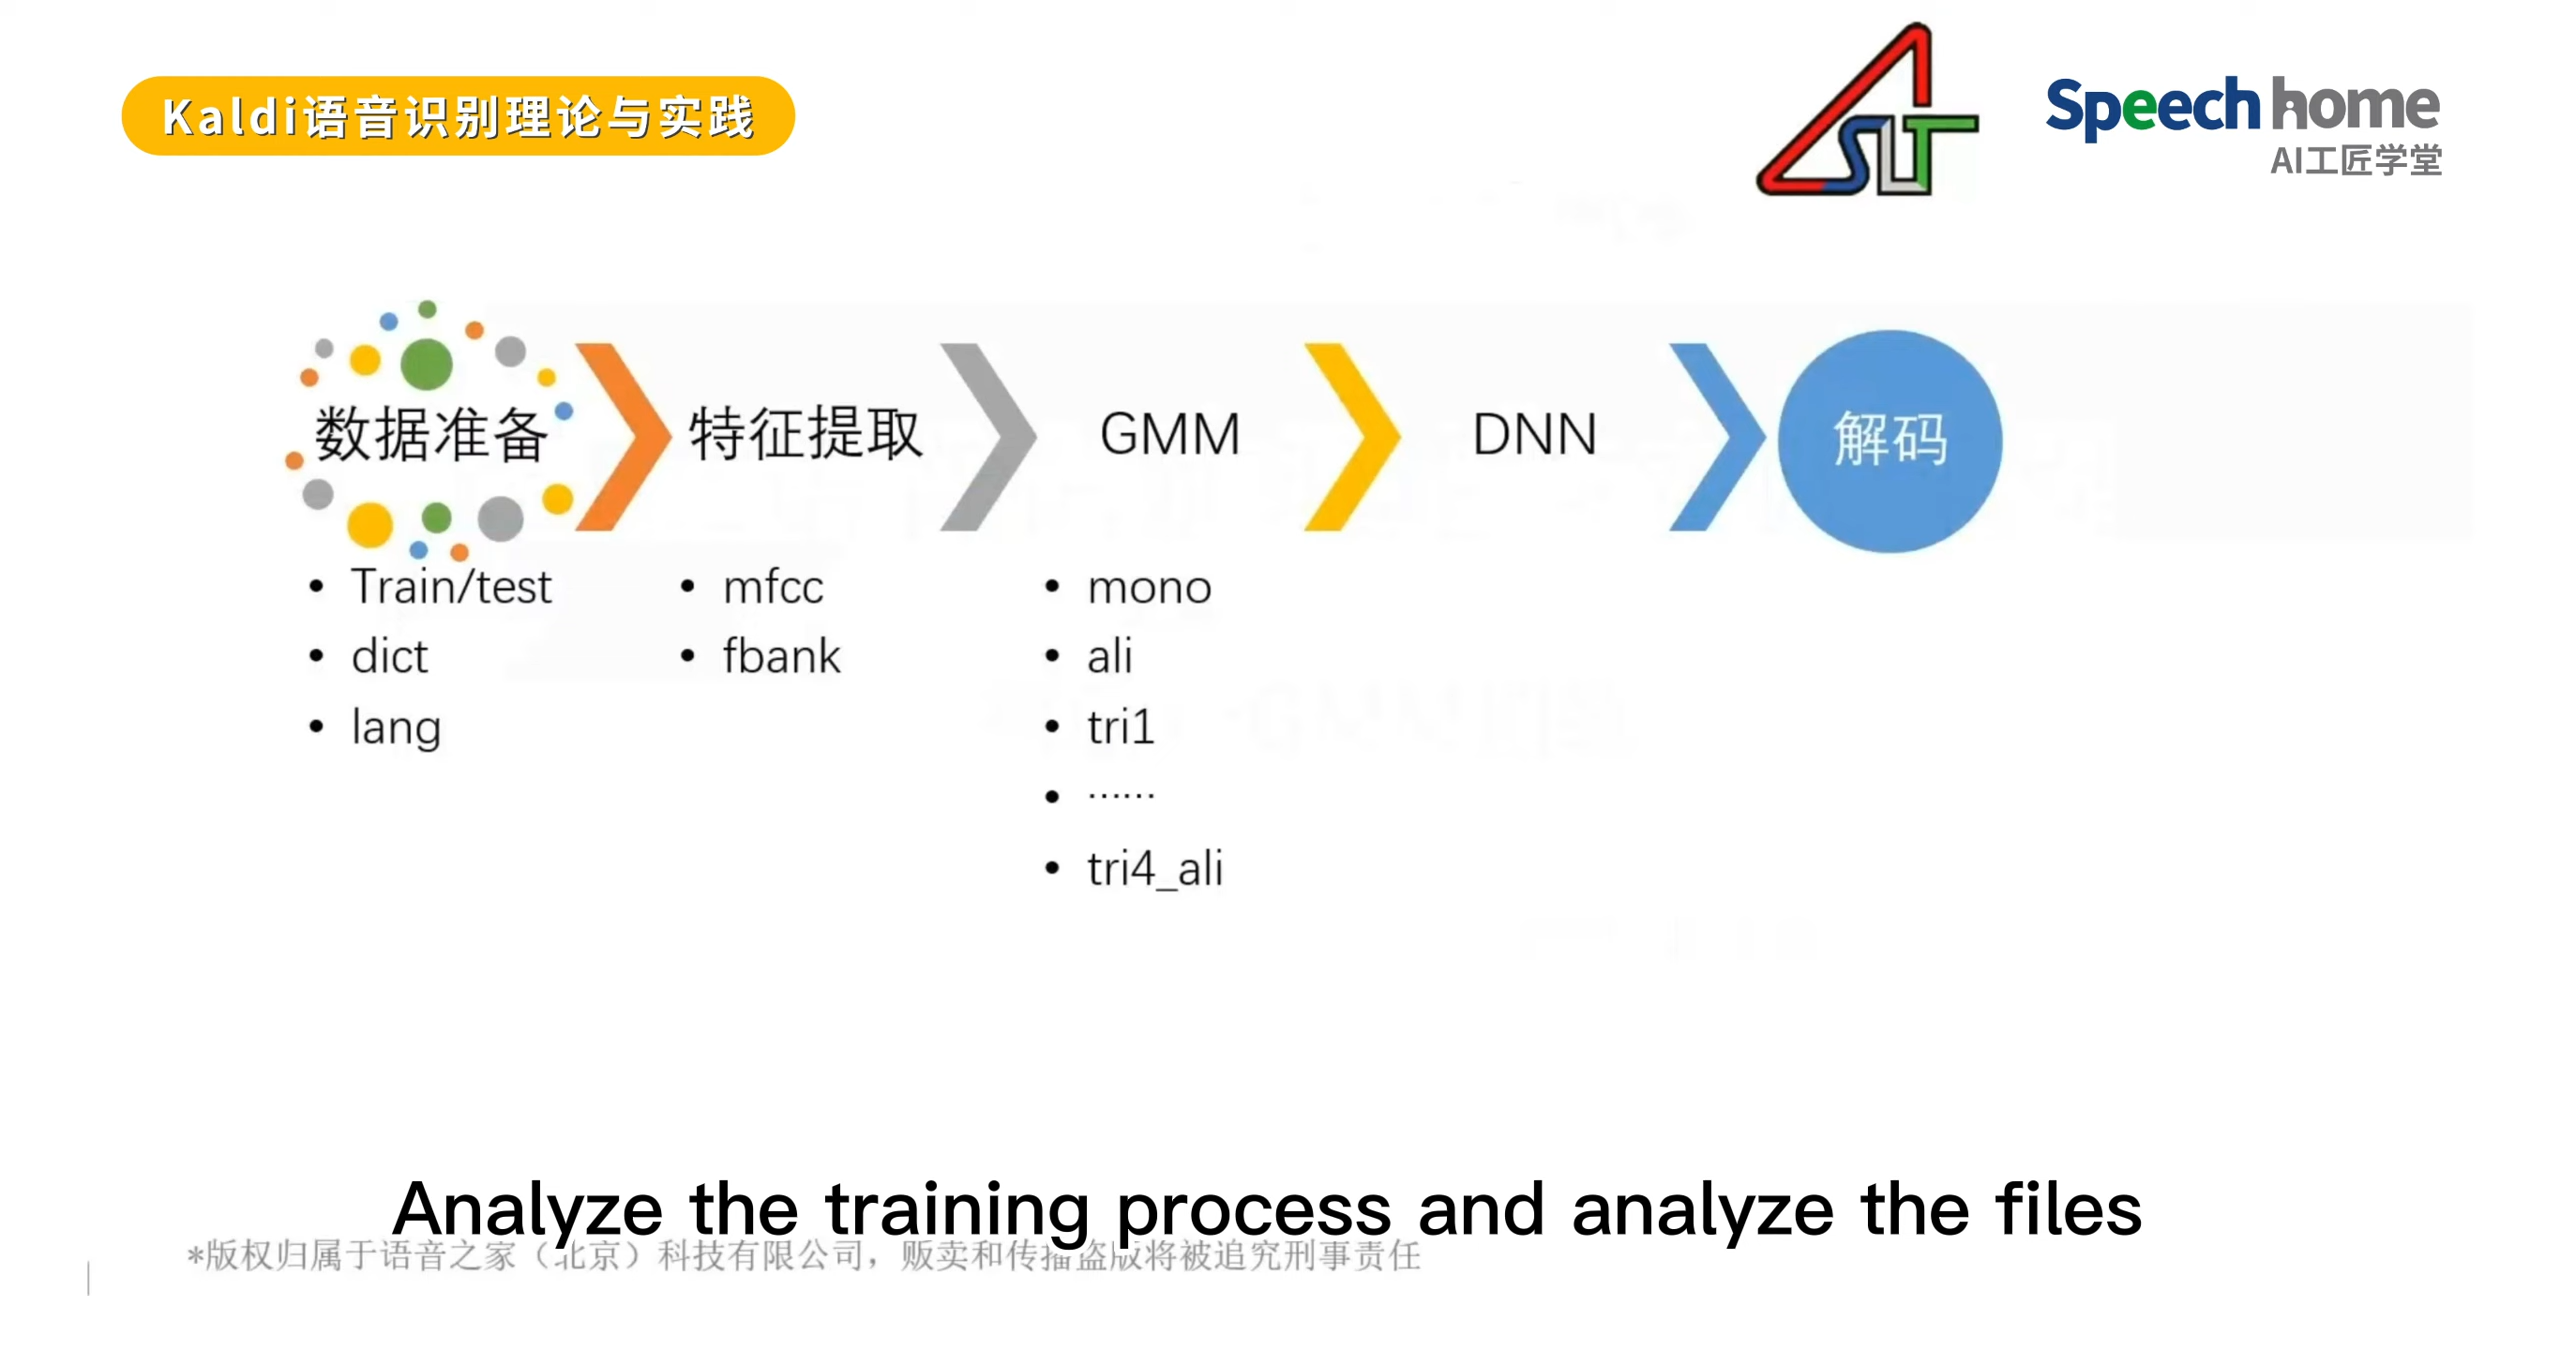 Kaldi语音识别理论与实践
ASLT
Speech home
AI工匠学堂
数据准备
特征提取
GMM
DNN
解码
• Train/test
• dict
• lang
• mfcc
• fbank
• mono
• ali
• tri1
• ······
• tri4_ali
Analyze the training process and analyze the files
*版权归属于语音之家（北京）科技有限公司，贩卖和传播盗版将被追究刑事责任